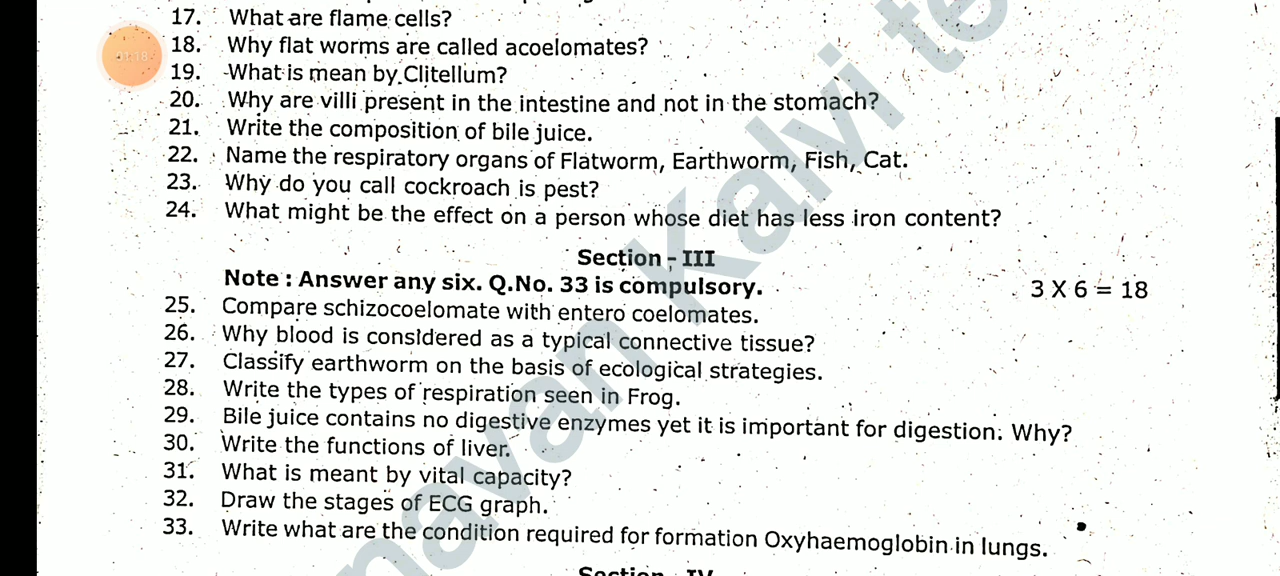 17. What are flame cells?
18. Why flat worms are called acoelomates?
19. What is mean by Clitellum?
20. Why are villi present in the intestine and not in the stomach?
21. Write the composition of bile juice.
22. Name the respiratory organs of Flatworm, Earthworm, Fish, Cat.
23. Why do you call cockroach is pest?
24. What might be the effect on a person whose diet has less iron content?
Section - III
Note : Answer any six. Q.No. 33 is compulsory. 3 X 6 = 18
25. Compare schizocoelomate with entero coelomates.
26. Why blood is considered as a typical connective tissue?
27. Classify earthworm on the basis of ecological strategies.
28. Write the types of respiration seen in Frog.
29. Bile juice contains no digestive enzymes yet it is important for digestion. Why?
30. Write the functions of liver.
31. What is meant by vital capacity?
32. Draw the stages of ECG graph.
33. Write what are the condition required for formation Oxyhaemoglobin in lungs.
Section - IV